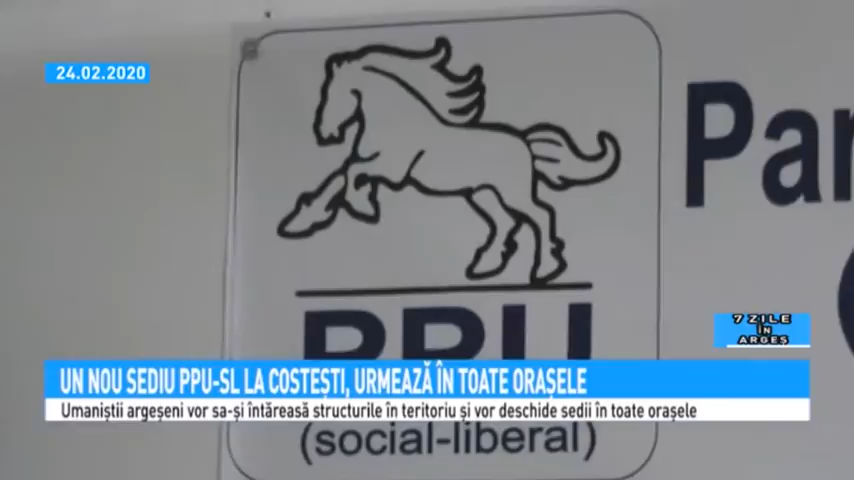 24.02.2020
Par
PPU
7 ZILE
ÎN
ARGEȘ
UN NOU SEDIU PPU-SL LA COSTEȘTI, URMEAZĂ ÎN TOATE ORAȘELE
Umaniștii argeșeni vor sa-și întăreasă structurile în teritoriu și vor deschide sedii în toate orașele
(social-liberal)